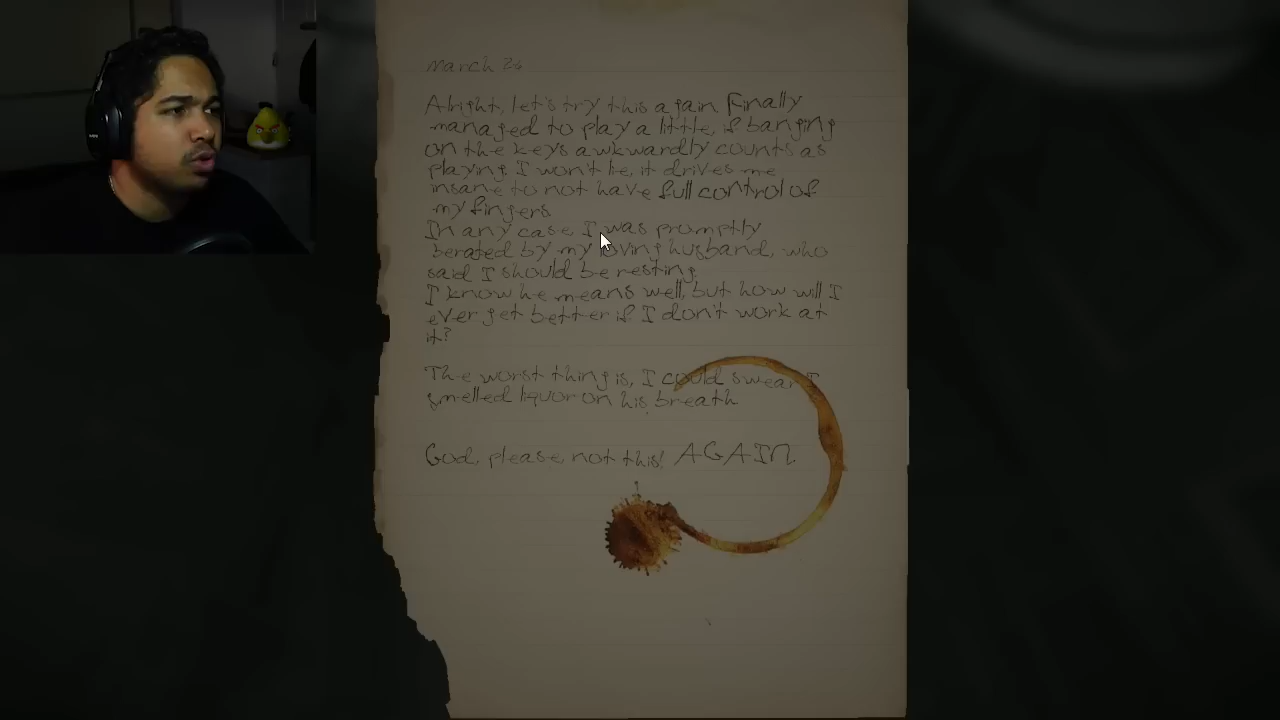 March 26
Alright, let's try this again. Finally
managed to play a little, if banging
on the keys awkwardly counts as
playing. I won't lie, it drives me
insane to not have full control of
my fingers.
In any case I was promptly
berated by my loving husband, who
said I should be resting.
I know he means well, but how will I
ever get better if I don't work at
it?
The worst thing is, I could swear I
smelled liquor on his breath
God, please, not this! AGAIN.